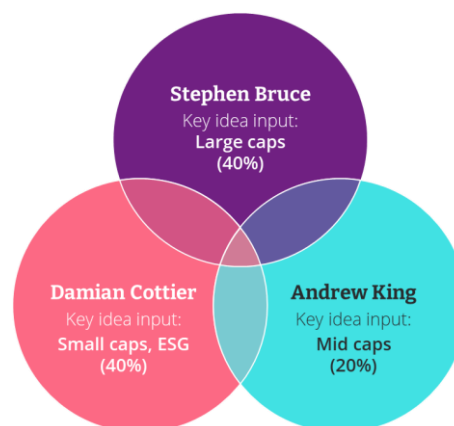 Stephen Bruce
Key idea input:
Large caps
(40%)
Damian Cottier
Key idea input:
Small caps, ESG
(40%)
Andrew King
Key idea input:
Mid caps
(20%)